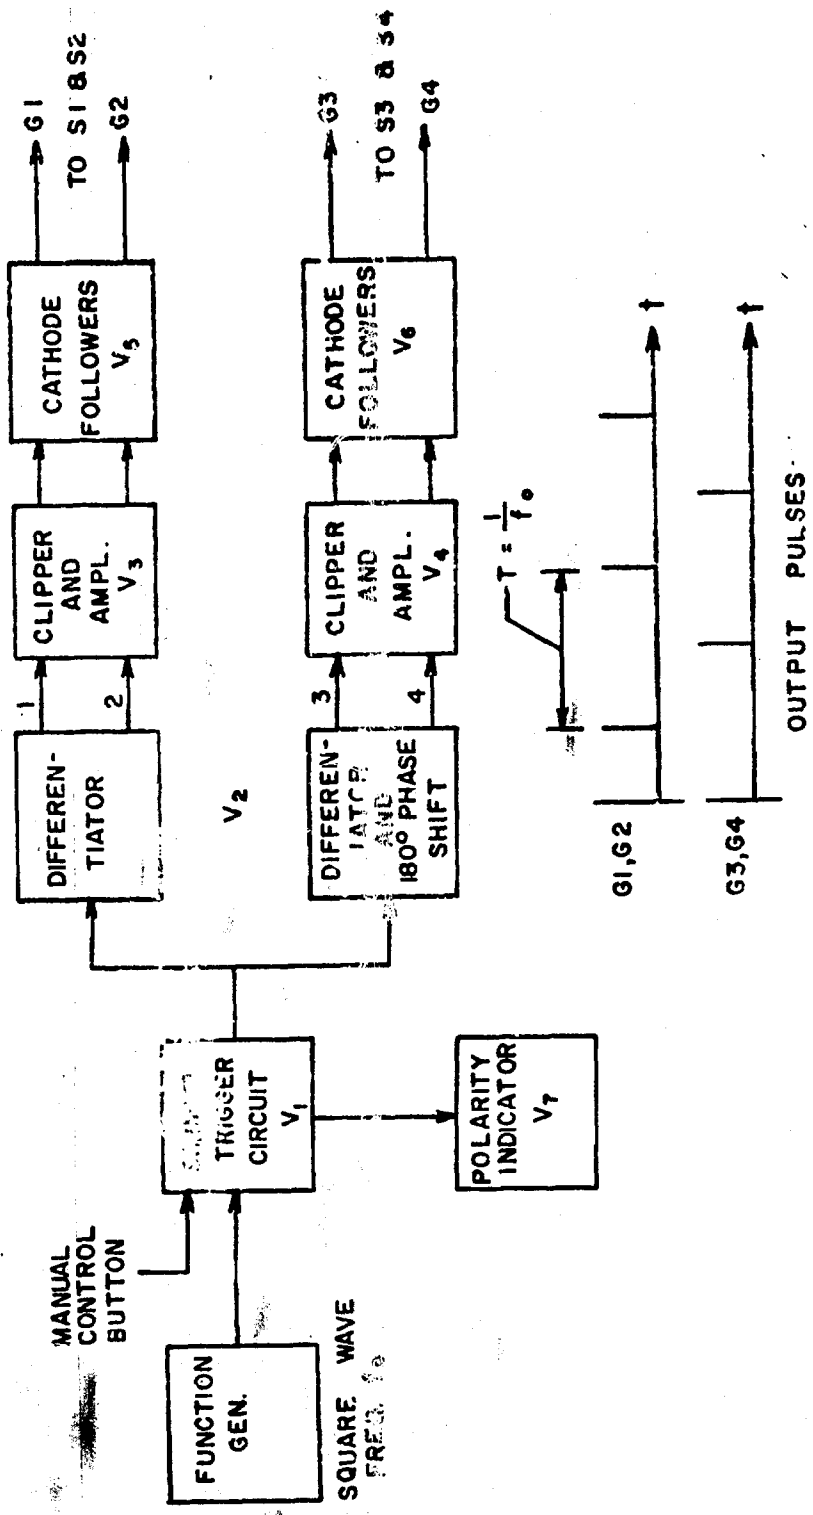 MANUAL
CONTROL
BUTTON
FUNCTION
GEN.
SQUARE WAVE
FREQ. fo
TRIGGER
CIRCUIT
V1
POLARITY
INDICATOR
V7
DIFFEREN-
TIATOR
V2
DIFFEREN-
IATOR
AND
180° PHASE
SHIFT
1
2
3
4
CLIPPER
AND
AMPL.
V3
CLIPPER
AND
AMPL.
V4
CATHODE
FOLLOWERS
V5
CATHODE
FOLLOWERS
V6
G1
TO S1 & S2
G2
G3
TO S3 & S4
G4
T = 1/fo
G1,G2
t
G3,G4
t
OUTPUT PULSES